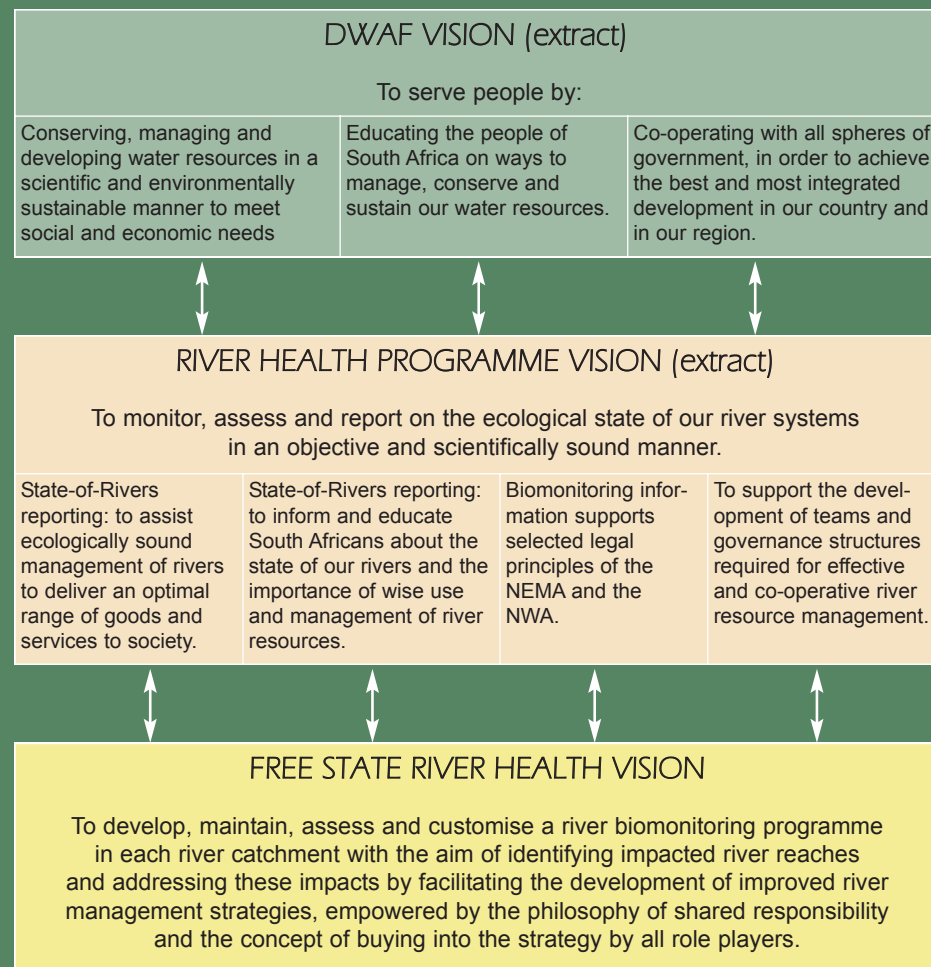 DWAF VISION (extract)
To serve people by:
Conserving, managing and
developing water resources in a
scientific and environmentally
sustainable manner to meet
social and economic needs
Educating the people of
South Africa on ways to
manage, conserve and
sustain our water resources.
Co-operating with all spheres of
government, in order to achieve
the best and most integrated
development in our country and
in our region.
RIVER HEALTH PROGRAMME VISION (extract)
To monitor, assess and report on the ecological state of our river systems
in an objective and scientifically sound manner.
State-of-Rivers
reporting: to assist
ecologically sound
management of rivers
to deliver an optimal
range of goods and
services to society.
State-of-Rivers reporting:
to inform and educate
South Africans about the
state of our rivers and the
importance of wise use
and management of river
resources.
Biomonitoring infor-
mation supports
selected legal
principles of the
NEMA and the
NWA.
To support the devel-
opment of teams and
governance structures
required for effective
and co-operative river
resource management.
FREE STATE RIVER HEALTH VISION
To develop, maintain, assess and customise a river biomonitoring programme
in each river catchment with the aim of identifying impacted river reaches
and addressing these impacts by facilitating the development of improved river
management strategies, empowered by the philosophy of shared responsibility
and the concept of buying into the strategy by all role players.